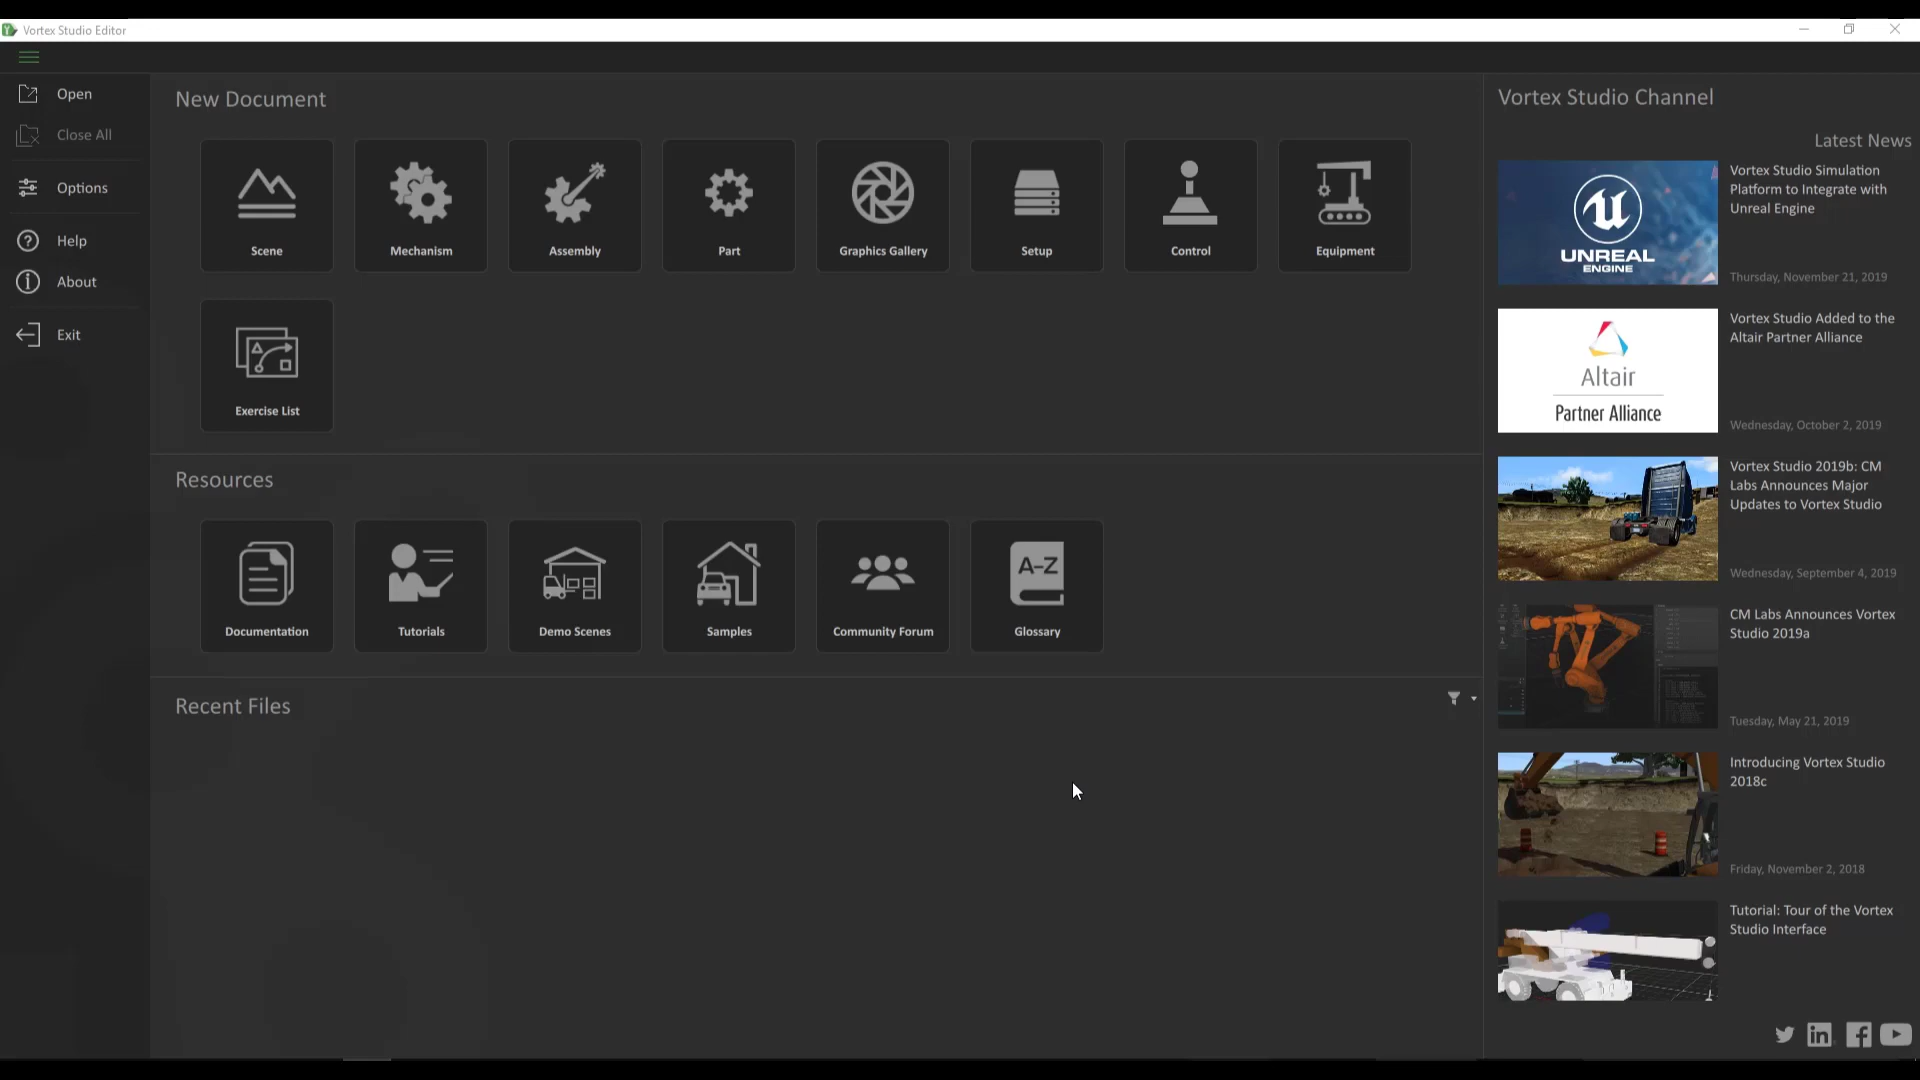 Vortex Studio Editor
Open
Close All
Options
Help
About
Exit
New Document
Scene
Mechanism
Assembly
Part
Graphics Gallery
Setup
Control
Equipment
Exercise List
Resources
Documentation
Tutorials
Demo Scenes
Samples
A-Z
Community Forum
Glossary
Recent Files
Vortex Studio Channel
Latest News
UNREAL
ENGINE
Vortex Studio Simulation
Platform to Integrate with
Unreal Engine
Thursday, November 21, 2019
Altair
Partner Alliance
Vortex Studio Added to the
Altair Partner Alliance
Wednesday, October 2, 2019
Vortex Studio 2019b: CM
Labs Announces Major
Updates to Vortex Studio
Wednesday, September 4, 2019
CM Labs Announces Vortex
Studio 2019a
Tuesday, May 21, 2019
Introducing Vortex Studio
2018c
Friday, November 2, 2018
Tutorial: Tour of the Vortex
Studio Interface